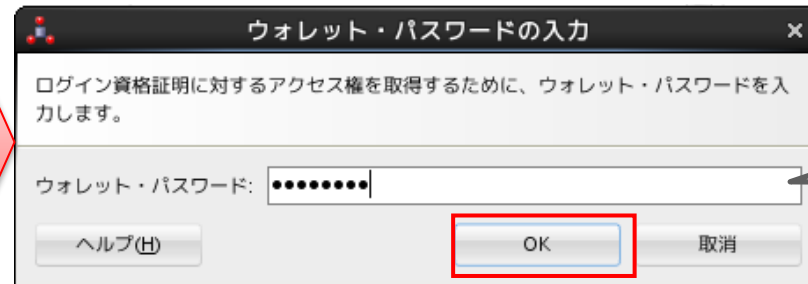 ウォレット・パスワードの入力
ログイン資格証明に対するアクセス権を取得するために、ウォレット・パスワードを入
力します。
ウォレット・パスワード: ●●●●●●●●
ヘルプ(H) OK 取消